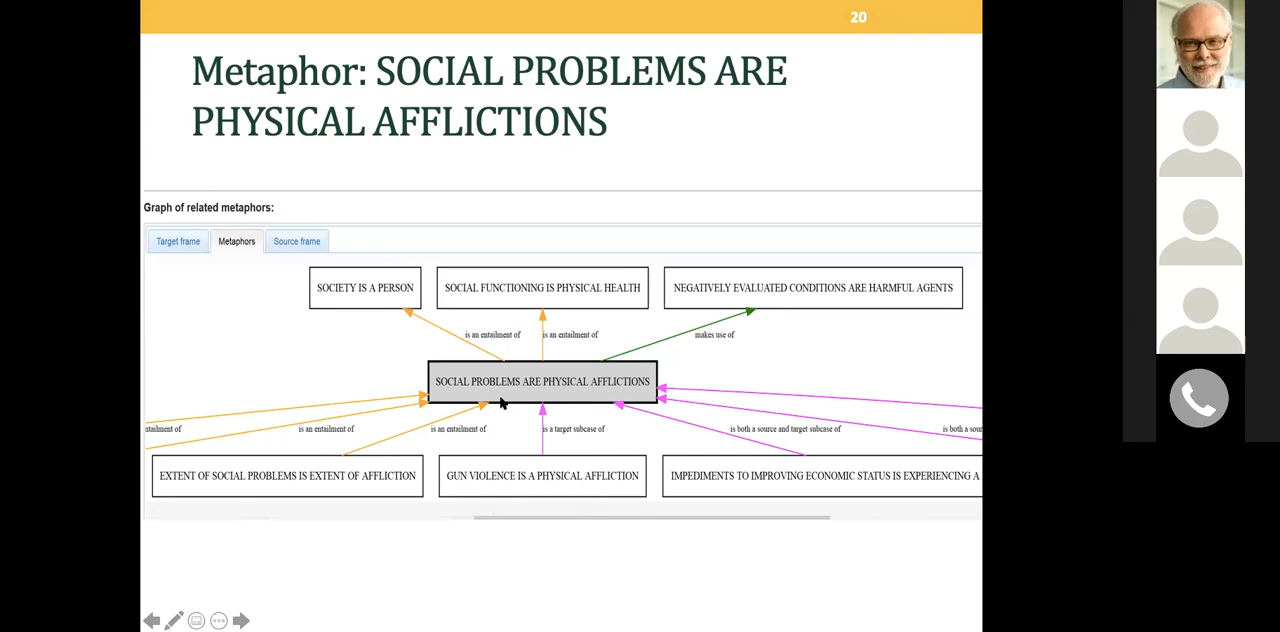 20
Metaphor: SOCIAL PROBLEMS ARE
PHYSICAL AFFLICTIONS
Graph of related metaphors:
Target frame
Metaphors
Source frame
SOCIETY IS A PERSON
SOCIAL FUNCTIONING IS PHYSICAL HEALTH
NEGATIVELY EVALUATED CONDITIONS ARE HARMFUL AGENTS
is an entailment of
is an entailment of
makes use of
SOCIAL PROBLEMS ARE PHYSICAL AFFLICTIONS
ntailment of
is an entailment of
is an entailment of
is a target subcase of
is both a source and target subcase of
is both a sour
EXTENT OF SOCIAL PROBLEMS IS EXTENT OF AFFLICTION
GUN VIOLENCE IS A PHYSICAL AFFLICTION
IMPEDIMENTS TO IMPROVING ECONOMIC STATUS IS EXPERIENCING A